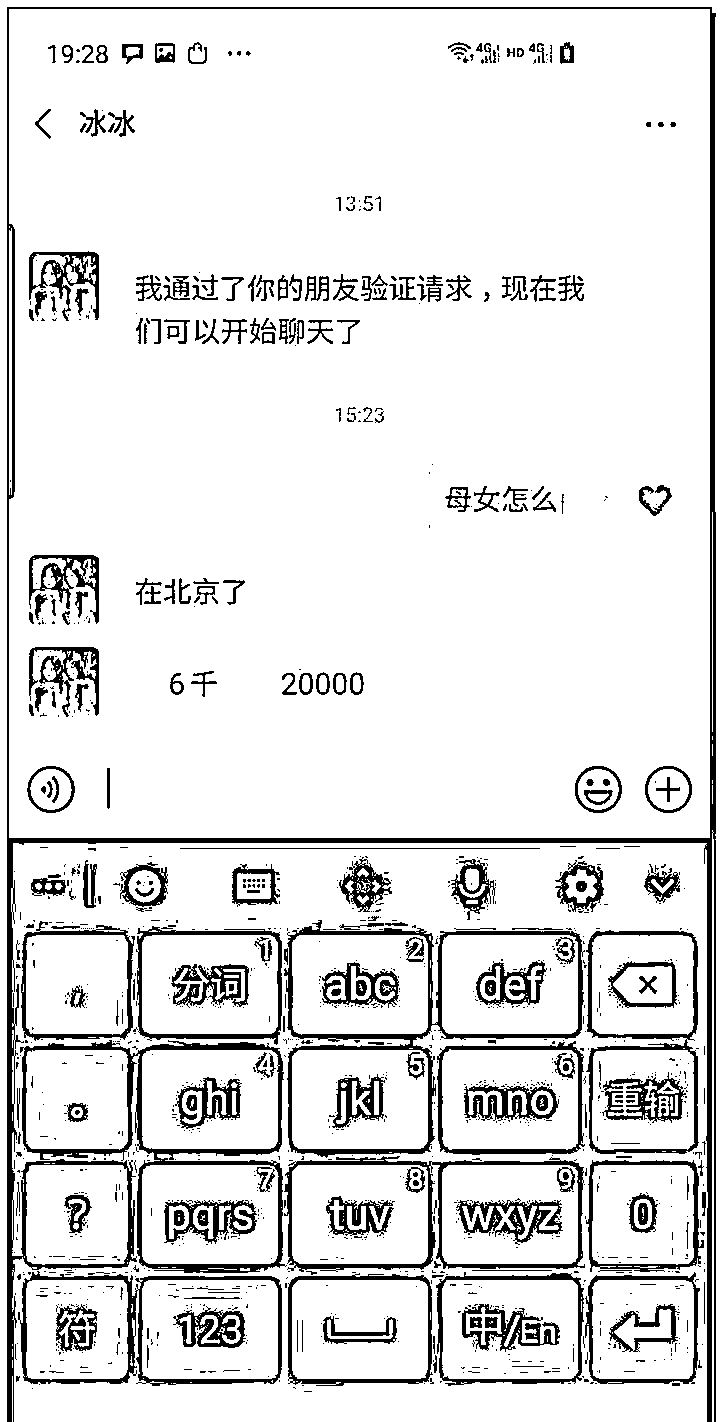 19:28
4G HD 4G
冰冰
13:51
我通过了你的朋友验证请求，现在我
们可以开始聊天了
15:23
母女怎么
在北京了
6千 20000
分词 1
abc 2
def 3
。
ghi 4
jkl 5
mno 6
重输
?
pqrs 7
tuv 8
wxyz 9
0
符
123
中/En